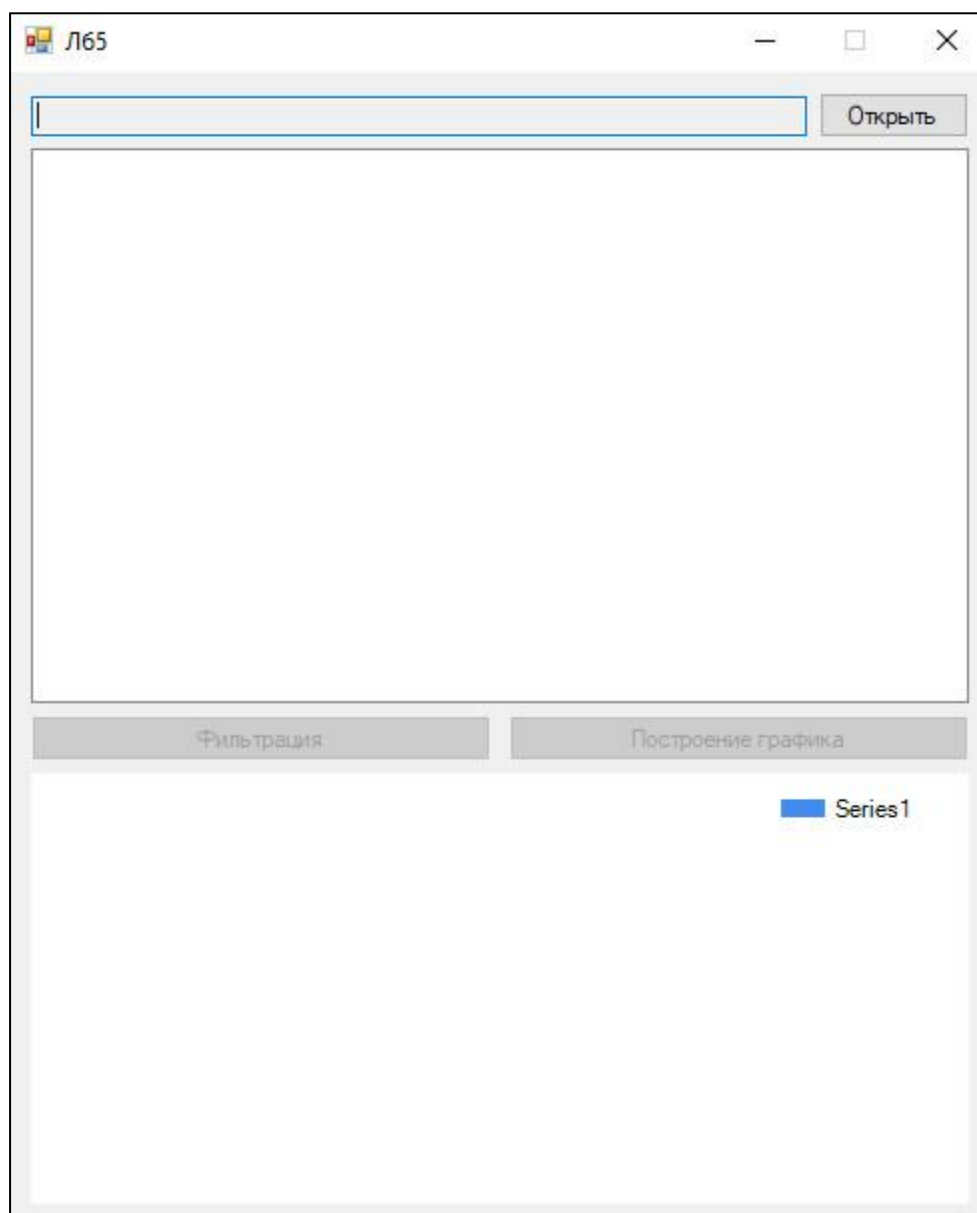 Л65
Открыть
Фильтрация
Построение графика
Series1